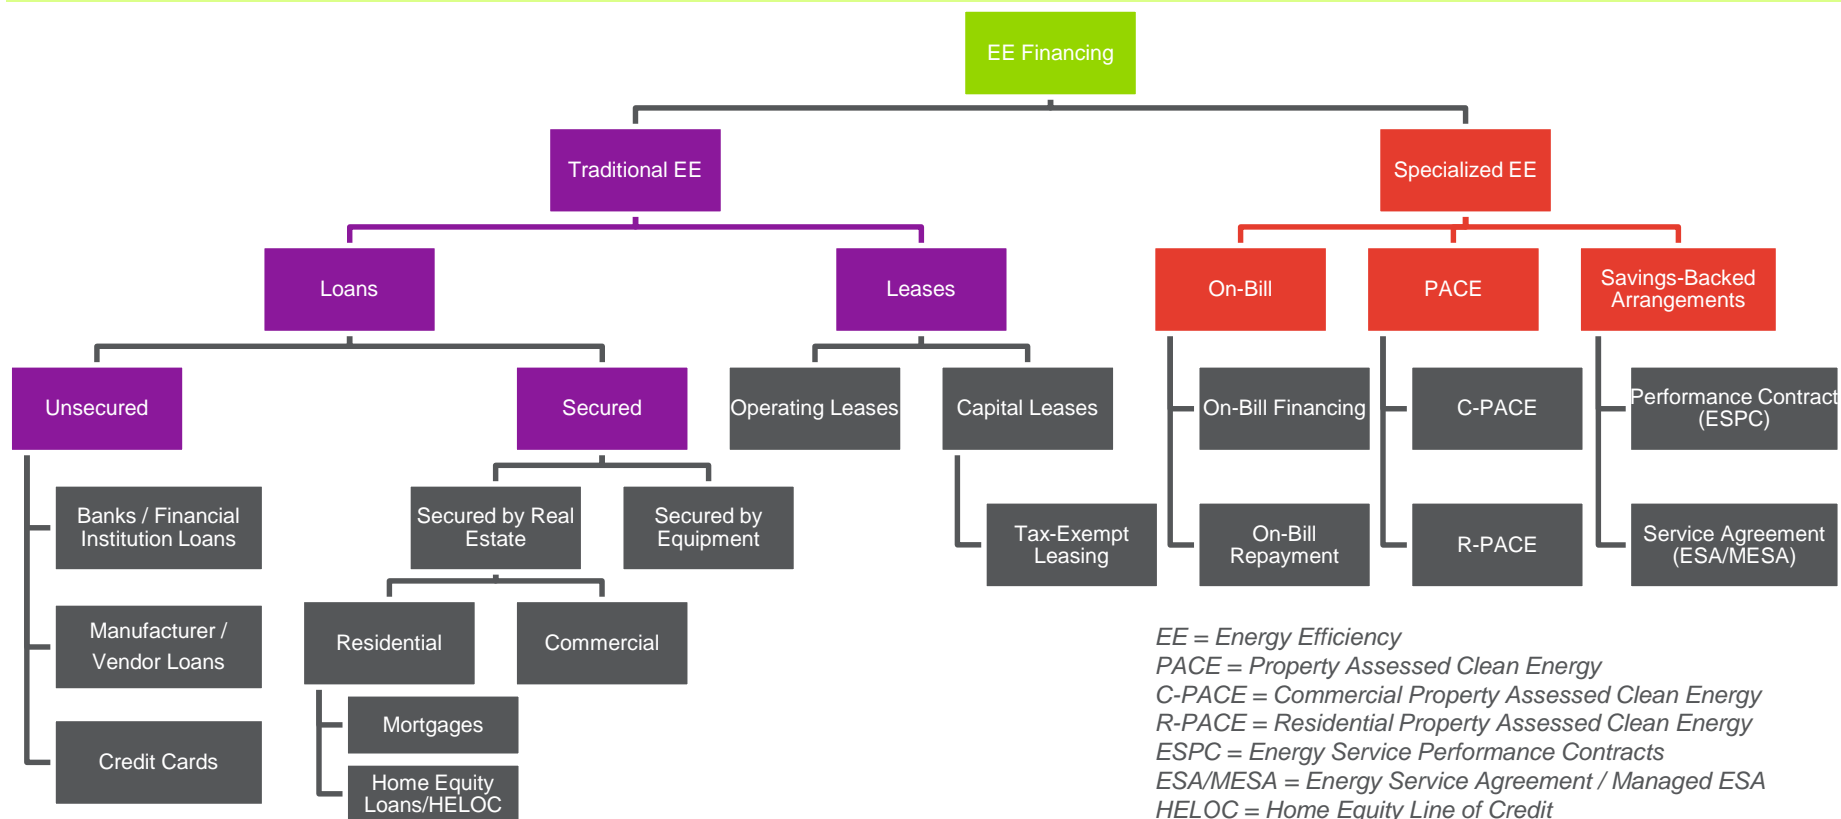 EE Financing
Traditional EE
Specialized EE
Loans
Leases
On-Bill
PACE
Savings-Backed
Arrangements
Unsecured
Secured
Operating Leases
Capital Leases
On-Bill Financing
C-PACE
Performance Contract
(ESPC)
Banks / Financial
Institution Loans
Secured by Real
Estate
Secured by
Equipment
Tax-Exempt
Leasing
On-Bill
Repayment
R-PACE
Service Agreement
(ESA/MESA)
Manufacturer /
Vendor Loans
Residential
Commercial
Credit Cards
Mortgages
Home Equity
Loans/HELOC
EE = Energy Efficiency
PACE = Property Assessed Clean Energy
C-PACE = Commercial Property Assessed Clean Energy
R-PACE = Residential Property Assessed Clean Energy
ESPC = Energy Service Performance Contracts
ESA/MESA = Energy Service Agreement / Managed ESA
HELOC = Home Equity Line of Credit